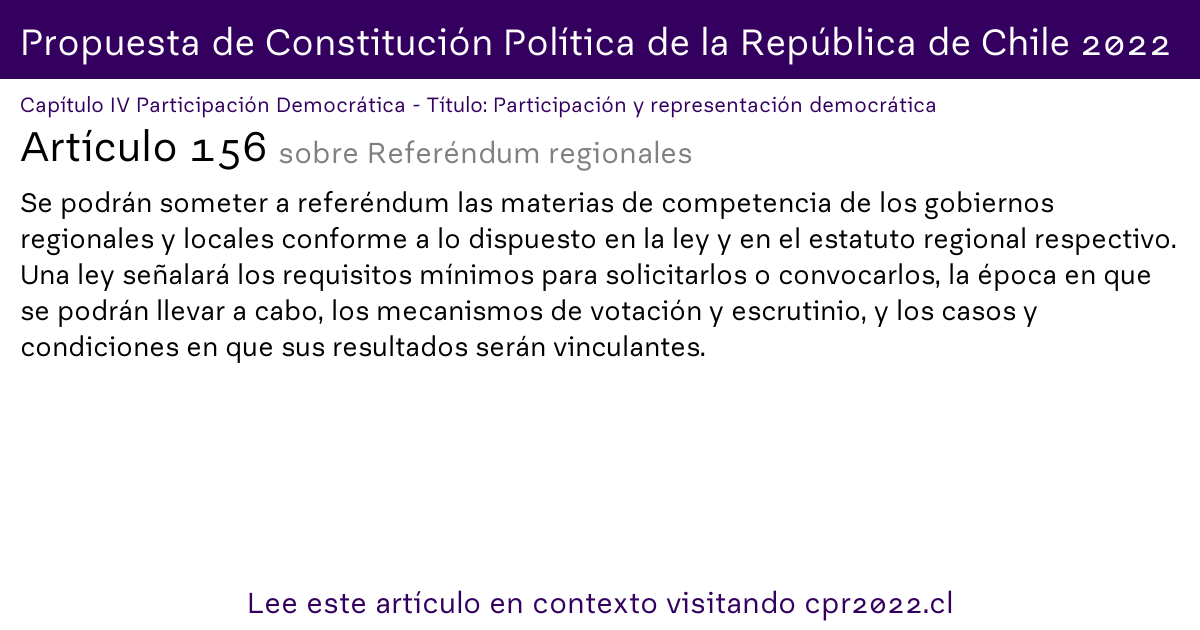 Propuesta de Constitución Política de la República de Chile 2022
Capítulo IV Participación Democrática - Título: Participación y representación democrática
Artículo 156 sobre Referéndum regionales
Se podrán someter a referéndum las materias de competencia de los gobiernos
regionales y locales conforme a lo dispuesto en la ley y en el estatuto regional respectivo.
Una ley señalará los requisitos mínimos para solicitarlos o convocarlos, la época en que
se podrán llevar a cabo, los mecanismos de votación y escrutinio, y los casos y
condiciones en que sus resultados serán vinculantes.
Lee este artículo en contexto visitando cpr2022.cl